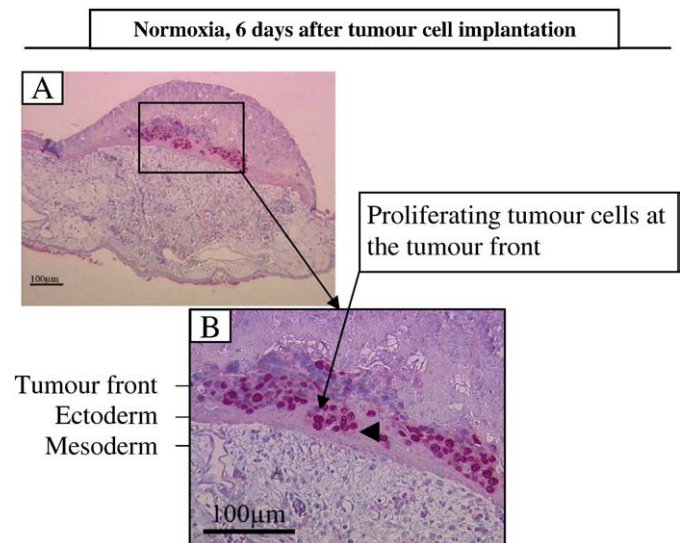 Normoxia, 6 days after tumour cell implantation
A
100µm
Proliferating tumour cells at
the tumour front
B
Tumour front
Ectoderm
Mesoderm
100µm